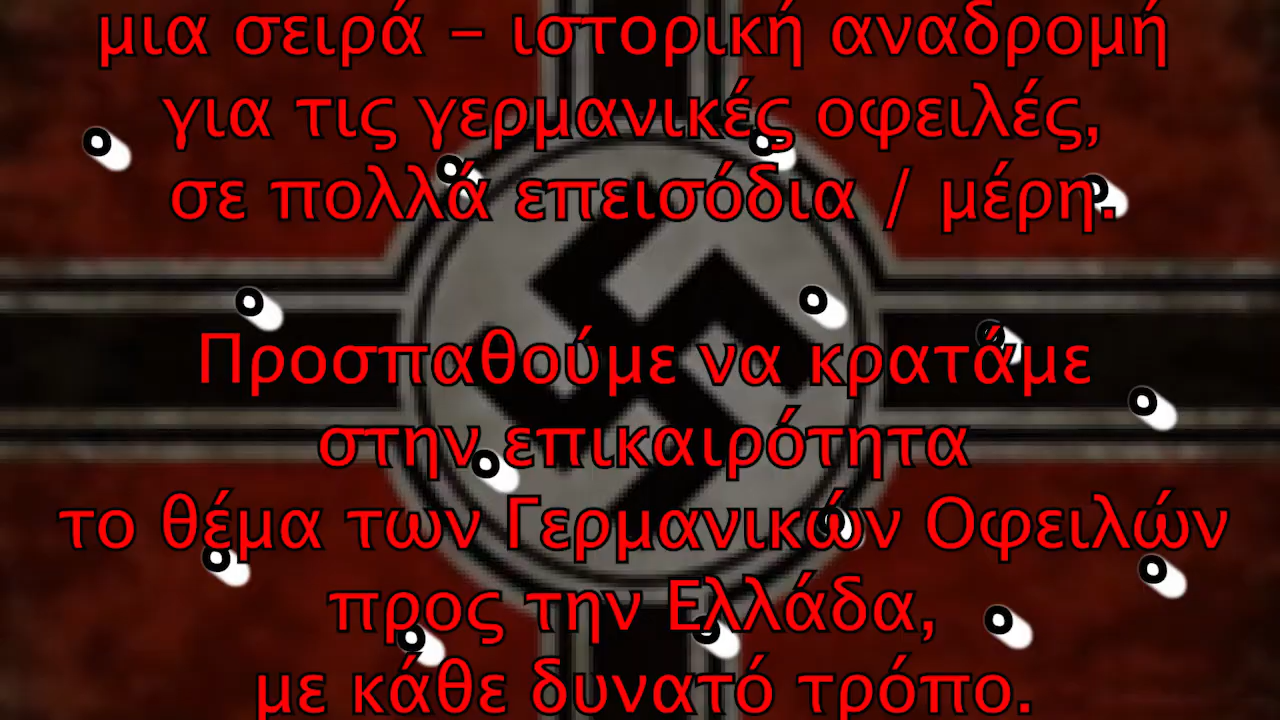 μια σειρά – ιστορική αναδρομή
για τις γερμανικές οφειλές,
σε πολλά επεισόδια / μέρη.
Προσπαθούμε να κρατάμε
στην επικαιρότητα
το θέμα των Γερμανικών Οφειλών
προς την Ελλάδα,
με κάθε δυνατό τρόπο.